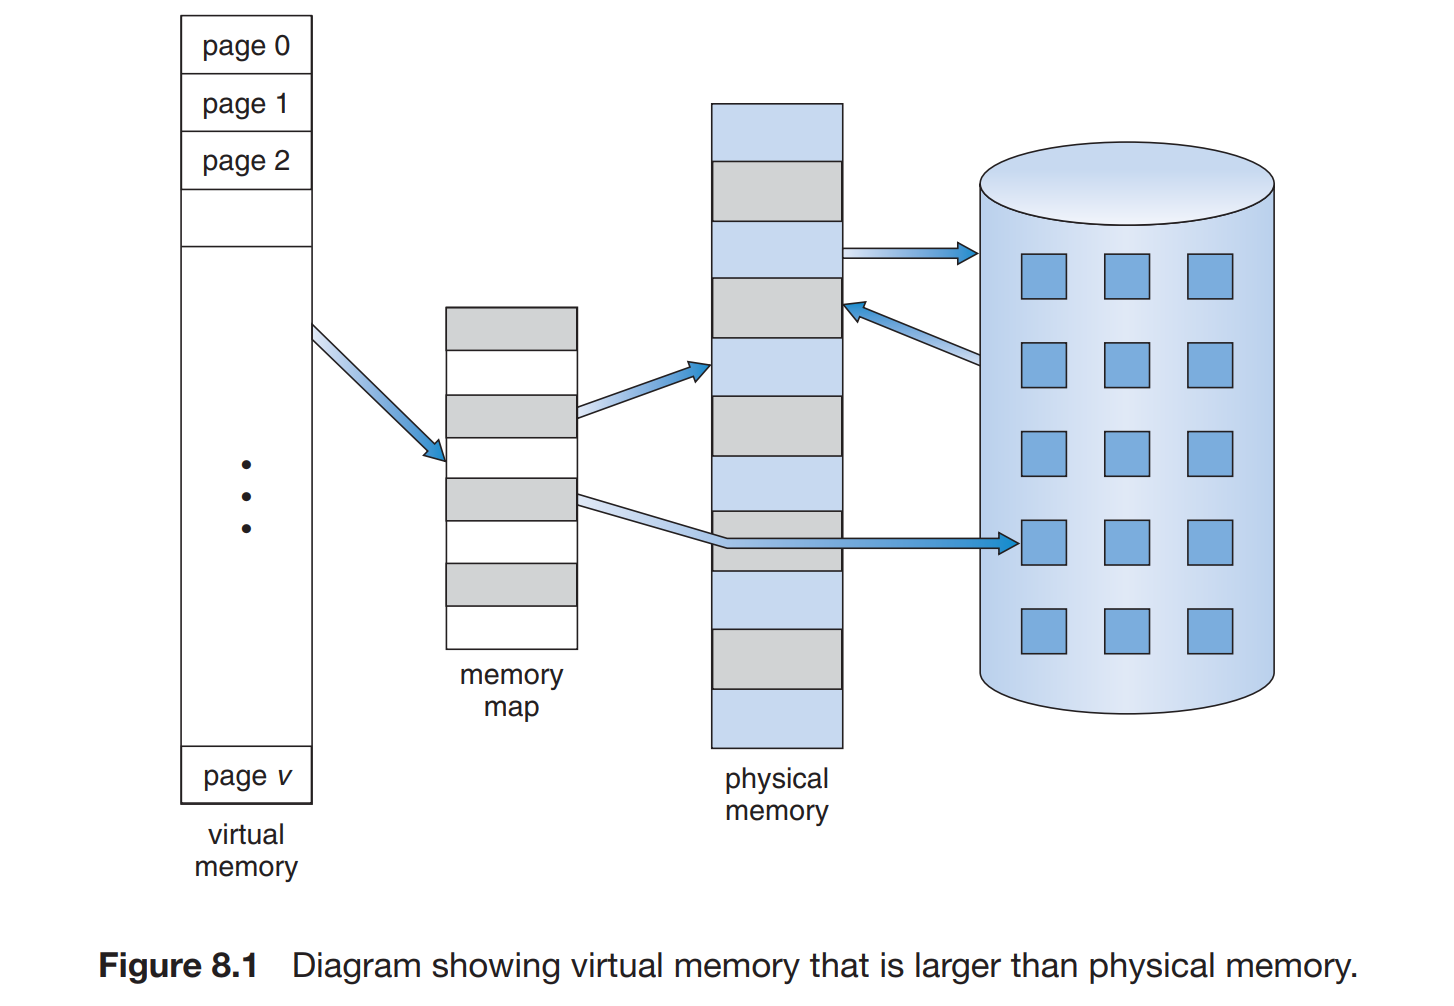 page 0
page 1
page 2
page v
virtual
memory
memory
map
physical
memory
Figure 8.1 Diagram showing virtual memory that is larger than physical memory.